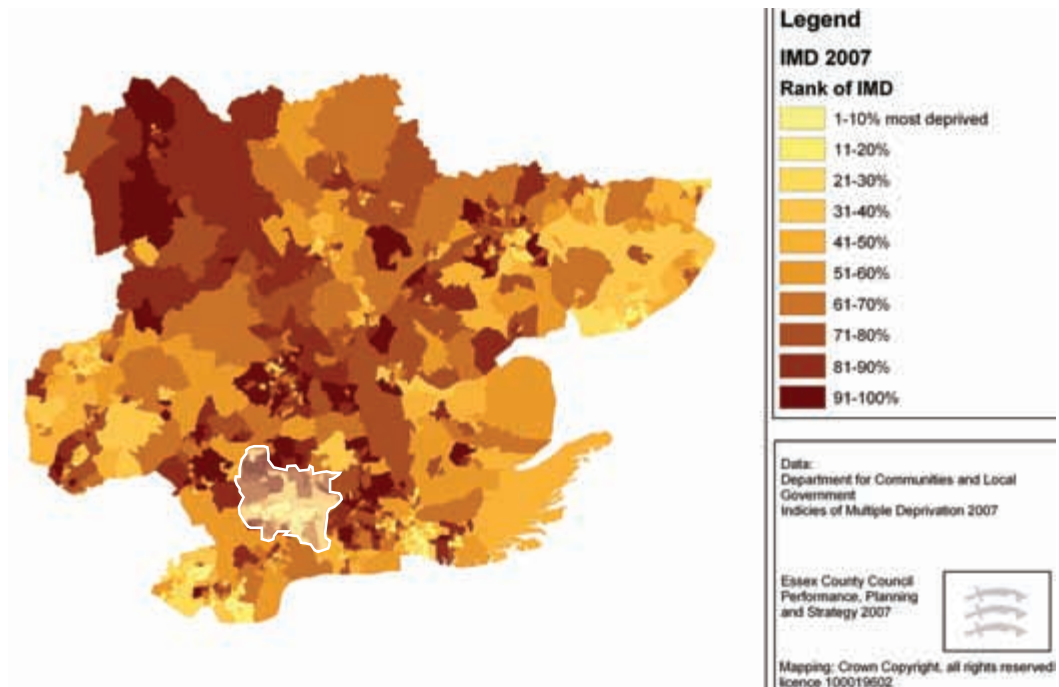 Legend
IMD 2007
Rank of IMD
1-10% most deprived
11-20%
21-30%
31-40%
41-50%
51-60%
61-70%
71-80%
81-90%
91-100%
Data:
Department for Communities and Local
Government
Indicies of Multiple Deprivation 2007
Essex County Council
Performance, Planning
and Strategy 2007
Mapping: Crown Copyright, all rights reserved
licence 100019602